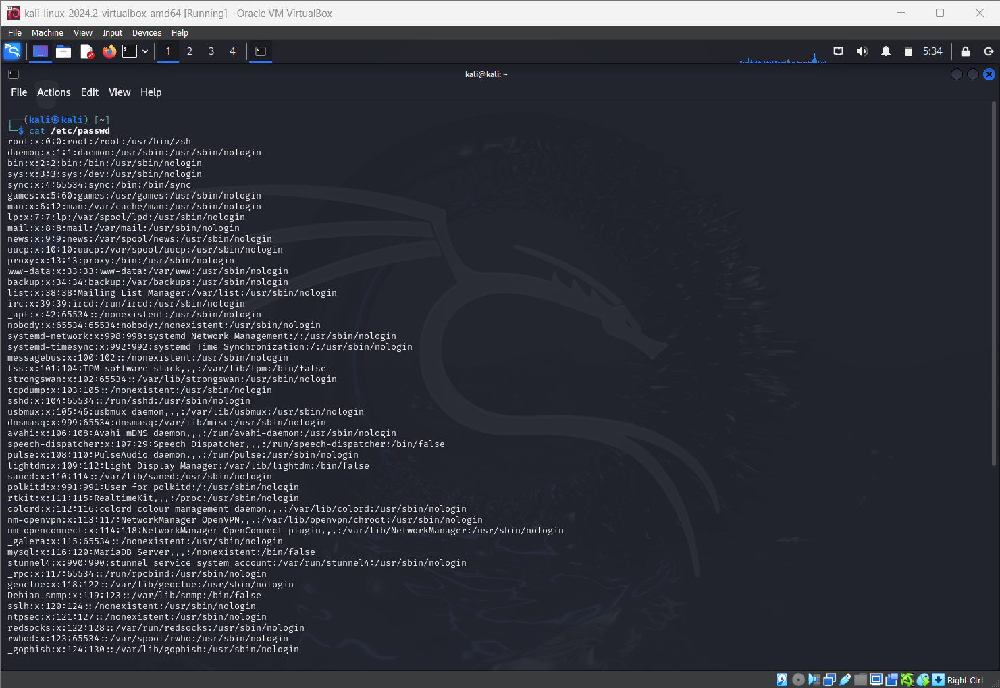 kali-linux-2024.2-virtualbox-amd64 [Running] - Oracle VM VirtualBox
File Machine View Input Devices Help
1 2 3 4 5:34
kali@kali: ~
File Actions Edit View Help
┌──(kali㉿kali)-[~]
└─$ cat /etc/passwd
root:x:0:0:root:/root:/usr/bin/zsh
daemon:x:1:1:daemon:/usr/sbin:/usr/sbin/nologin
bin:x:2:2:bin:/bin:/usr/sbin/nologin
sys:x:3:3:sys:/dev:/usr/sbin/nologin
sync:x:4:65534:sync:/bin:/bin/sync
games:x:5:60:games:/usr/games:/usr/sbin/nologin
man:x:6:12:man:/var/cache/man:/usr/sbin/nologin
lp:x:7:7:lp:/var/spool/lpd:/usr/sbin/nologin
mail:x:8:8:mail:/var/mail:/usr/sbin/nologin
news:x:9:9:news:/var/spool/news:/usr/sbin/nologin
uucp:x:10:10:uucp:/var/spool/uucp:/usr/sbin/nologin
proxy:x:13:13:proxy:/bin:/usr/sbin/nologin
www-data:x:33:33:www-data:/var/www:/usr/sbin/nologin
backup:x:34:34:backup:/var/backups:/usr/sbin/nologin
list:x:38:38:Mailing List Manager:/var/list:/usr/sbin/nologin
irc:x:39:39:ircd:/run/ircd:/usr/sbin/nologin
_apt:x:42:65534::/nonexistent:/usr/sbin/nologin
nobody:x:65534:65534:nobody:/nonexistent:/usr/sbin/nologin
systemd-network:x:998:998:systemd Network Management:/:/usr/sbin/nologin
systemd-timesync:x:992:992:systemd Time Synchronization:/:/usr/sbin/nologin
messagebus:x:100:102::/nonexistent:/usr/sbin/nologin
tss:x:101:104:TPM software stack,,,:/var/lib/tpm:/bin/false
strongswan:x:102:65534::/var/lib/strongswan:/usr/sbin/nologin
tcpdump:x:103:105::/nonexistent:/usr/sbin/nologin
sshd:x:104:65534::/run/sshd:/usr/sbin/nologin
usbmux:x:105:46:usbmux daemon,,,:/var/lib/usbmux:/usr/sbin/nologin
dnsmasq:x:999:65534:dnsmasq:/var/lib/misc:/usr/sbin/nologin
avahi:x:106:108:Avahi mDNS daemon,,,:/run/avahi-daemon:/usr/sbin/nologin
speech-dispatcher:x:107:29:Speech Dispatcher,,,:/run/speech-dispatcher:/bin/false
pulse:x:108:110:PulseAudio daemon,,,:/run/pulse:/usr/sbin/nologin
lightdm:x:109:112:Light Display Manager:/var/lib/lightdm:/bin/false
saned:x:110:114::/var/lib/saned:/usr/sbin/nologin
polkitd:x:991:991:User for polkitd:/:/usr/sbin/nologin
rtkit:x:111:115:RealtimeKit,,,:/proc:/usr/sbin/nologin
colord:x:112:116:colord colour management daemon,,,:/var/lib/colord:/usr/sbin/nologin
nm-openvpn:x:113:117:NetworkManager OpenVPN,,,:/var/lib/openvpn/chroot:/usr/sbin/nologin
nm-openconnect:x:114:118:NetworkManager OpenConnect plugin,,,:/var/lib/NetworkManager:/usr/sbin/nologin
_galera:x:115:65534::/nonexistent:/usr/sbin/nologin
mysql:x:116:120:MariaDB Server,,,:/nonexistent:/bin/false
stunnel4:x:990:990:stunnel service system account:/var/run/stunnel4:/usr/sbin/nologin
_rpc:x:117:65534::/run/rpcbind:/usr/sbin/nologin
geoclue:x:118:122::/var/lib/geoclue:/usr/sbin/nologin
Debian-snmp:x:119:123::/var/lib/snmp:/bin/false
sslh:x:120:124::/nonexistent:/usr/sbin/nologin
ntpsec:x:121:127::/nonexistent:/usr/sbin/nologin
redsocks:x:122:128::/var/run/redsocks:/usr/sbin/nologin
rwhod:x:123:65534::/var/spool/rwho:/usr/sbin/nologin
_gophish:x:124:130::/var/lib/gophish:/usr/sbin/nologin
Right Ctrl